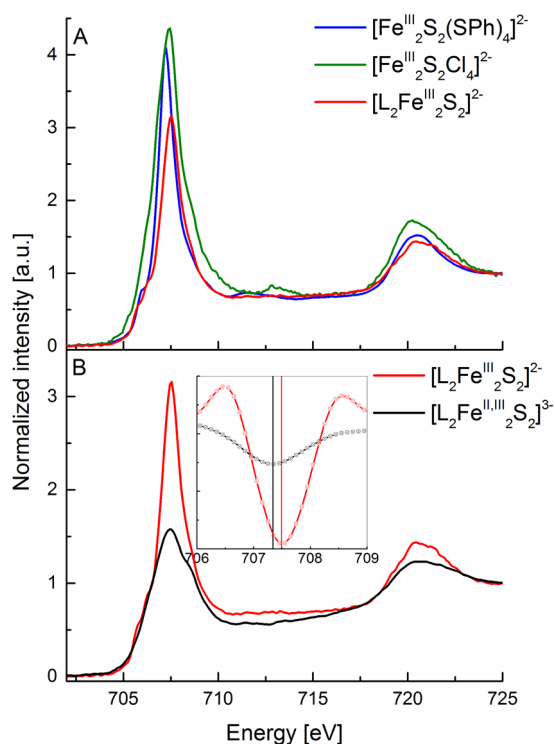 A
[Fe^III_2S_2(SPh)_4]^2-
[Fe^III_2S_2Cl_4]^2-
[L_2Fe^III_2S_2]^2-
4
3
2
1
0
Normalized intensity [a.u.]
B
[L_2Fe^III_2S_2]^2-
[L_2Fe^II,III_2S_2]^3-
3
2
1
0
706 707 708 709
705 710 715 720 725
Energy [eV]